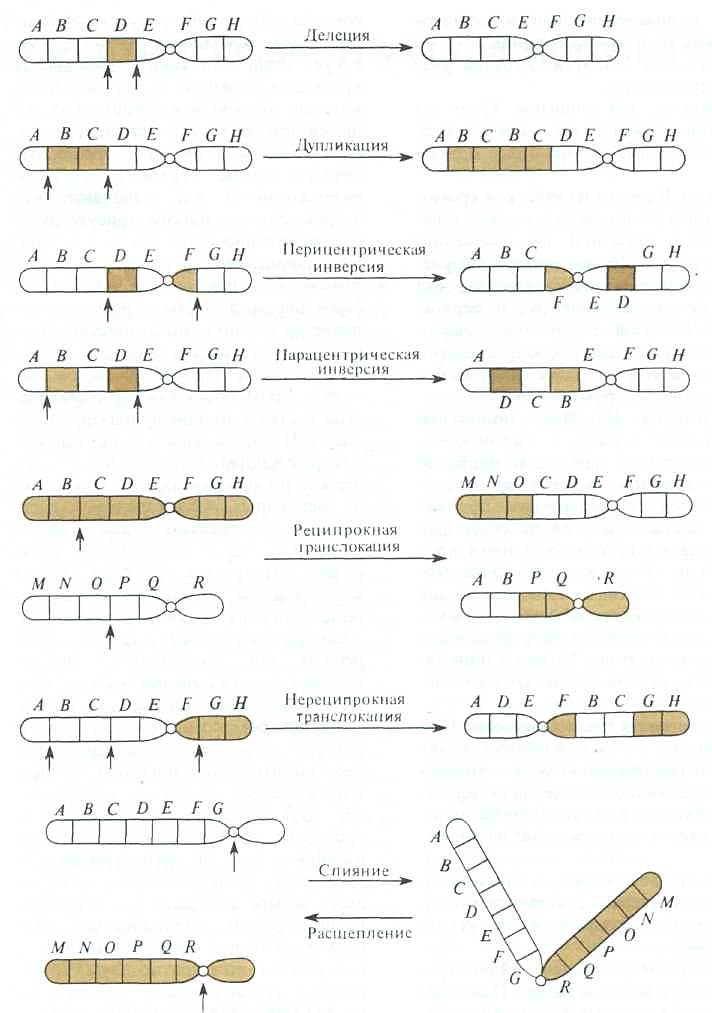 A B C D E F G H
Делеция
A B C E F G H
A B C D E F G H
Дупликация
A B C B C D E F G H
A B C D E F G H
Перицентрическая
инверсия
A B C G H
F E D
A B C D E F G H
Парацентрическая
инверсия
A E F G H
D C B
A B C D E F G H
M N O C D E F G H
Реципрокная
транслокация
M N O P Q R
A B P Q R
A B C D E F G H
Нереципрокная
транслокация
A D E F B C G H
A B C D E F G
Слияние
Расщепление
M N O P Q R
A
B
C
D
E
F
G
M
N
O
P
Q
R